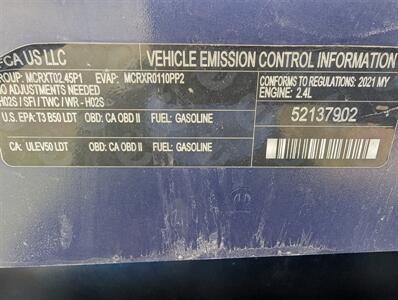 FCA US LLC
VEHICLE EMISSION CONTROL INFORMATION
GROUP: MCRXT02.45P1 EVAP: MCRXR0110PP2
NO ADJUSTMENTS NEEDED
H02S / SFI / TWC / WR - H02S
CONFORMS TO REGULATIONS: 2021 MY
ENGINE: 2.4L
U.S. EPA: T3 B50 LDT OBD: CA OBD II FUEL: GASOLINE
52137902
CA: ULEV50 LDT OBD: CA OBD II FUEL: GASOLINE